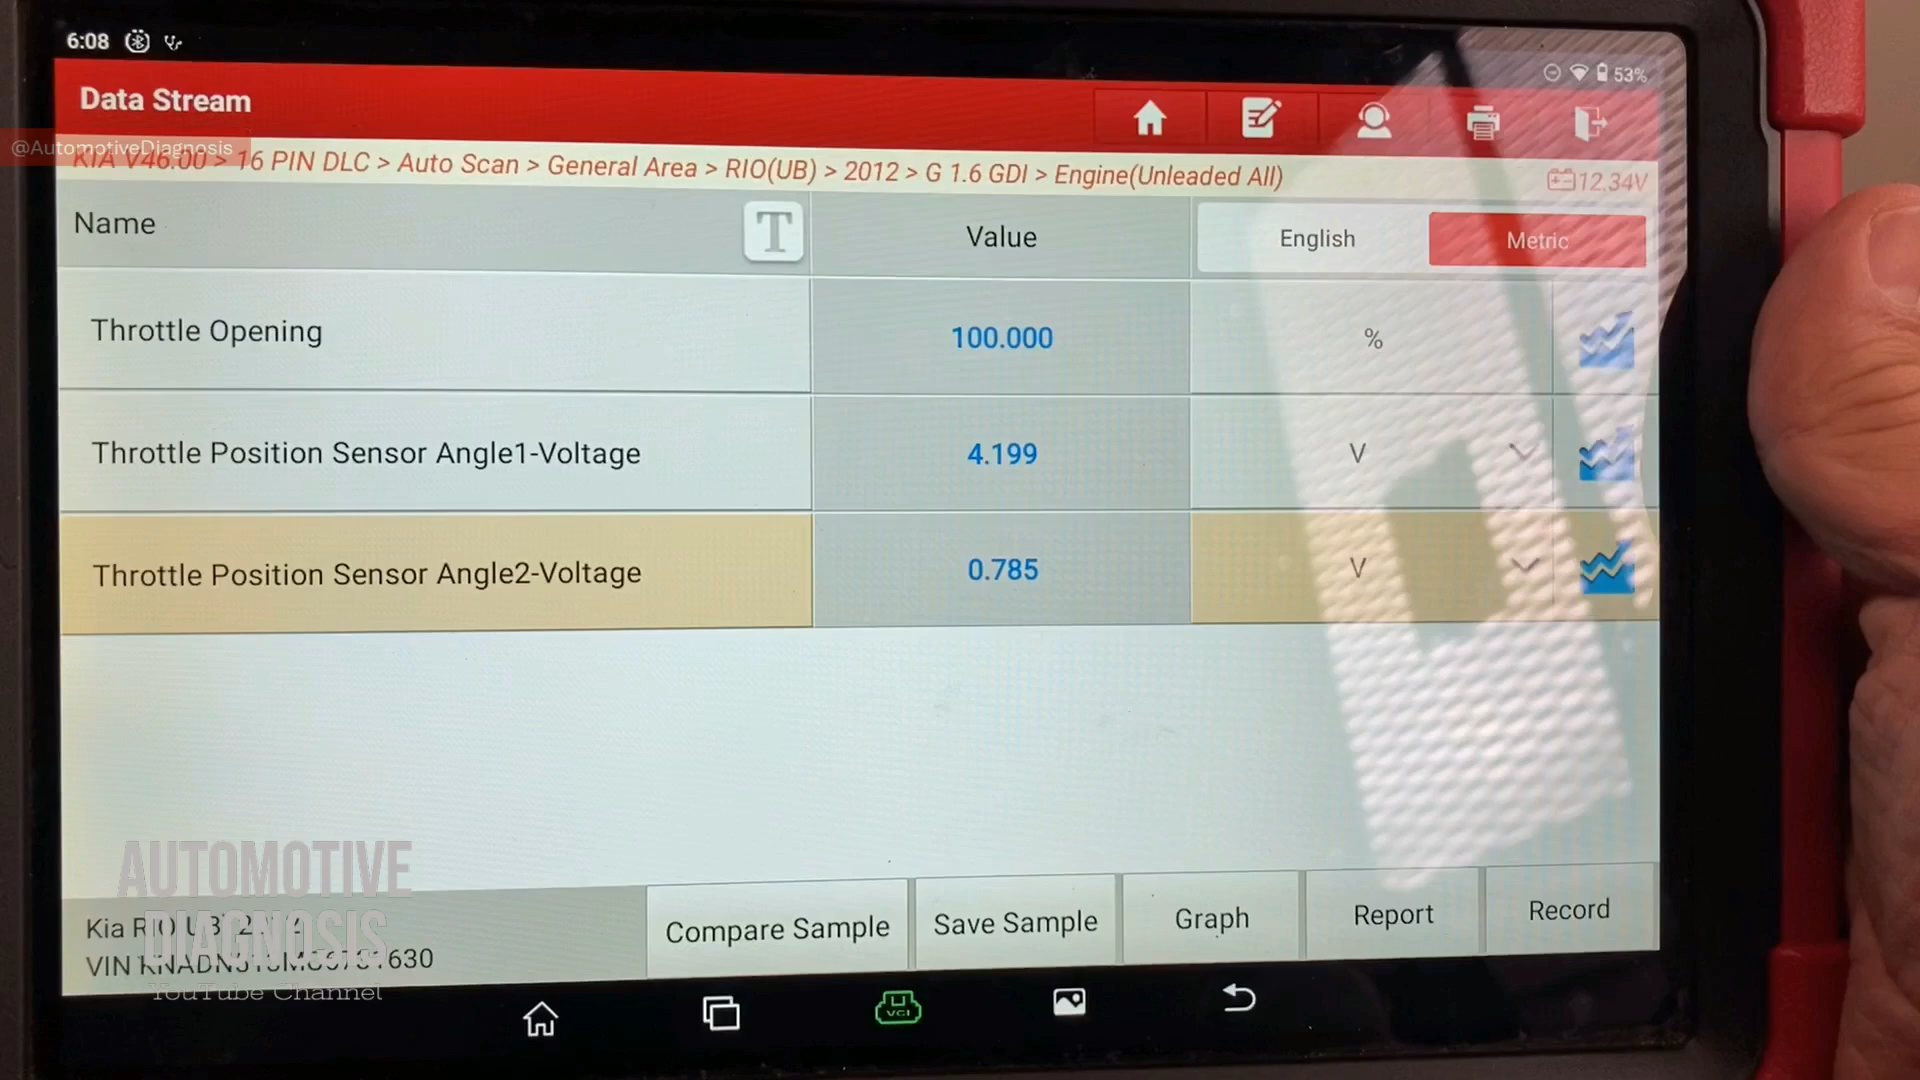 6:08
53%
Data Stream
@AutomotiveDiagnosis
KIA V46.00 > 16 PIN DLC > Auto Scan > General Area > RIO(UB) > 2012 > G 1.6 GDI > Engine(Unleaded All)
12.34V
Name T Value English Metric
Throttle Opening 100.000 %
Throttle Position Sensor Angle1-Voltage 4.199 V
Throttle Position Sensor Angle2-Voltage 0.785 V
AUTOMOTIVE
DIAGNOSIS
YouTube Channel
Kia RIO(UB)
VIN
Compare Sample Save Sample Graph Report Record
VCI